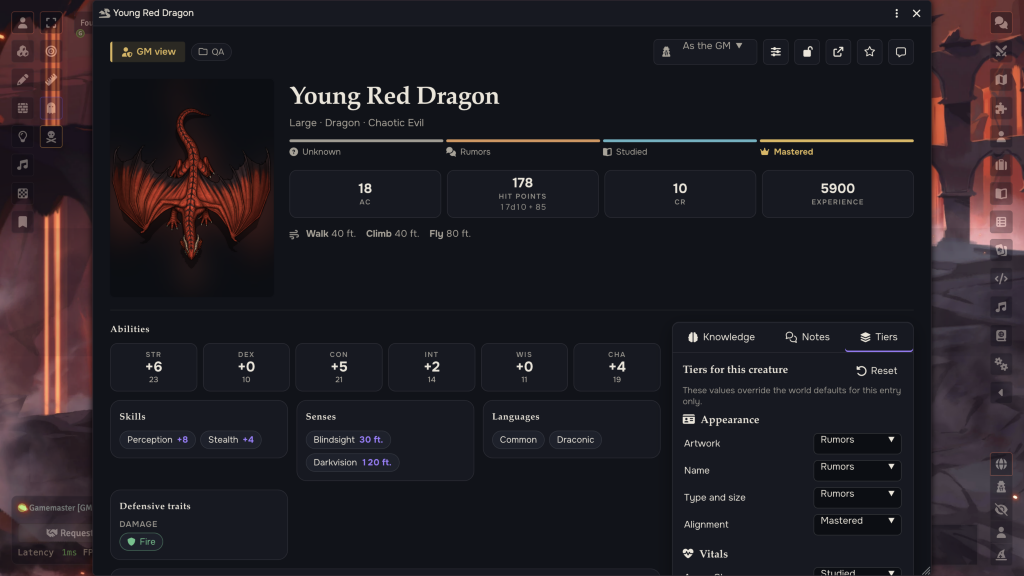 Young Red Dragon
Fou
G
GM view
QA
As the GM ▼
Young Red Dragon
Large · Dragon · Chaotic Evil
Unknown
Rumors
Studied
Mastered
18
AC
178
HIT POINTS
17d10 + 85
10
CR
5900
EXPERIENCE
Walk 40 ft. Climb 40 ft. Fly 80 ft.
Abilities
STR
+6
23
DEX
+0
10
CON
+5
21
INT
+2
14
WIS
+0
11
CHA
+4
19
Skills
Perception +8
Stealth +4
Senses
Blindsight 30 ft.
Darkvision 120 ft.
Languages
Common
Draconic
Defensive traits
DAMAGE
Fire
Knowledge
Notes
Tiers
Tiers for this creature
Reset
These values override the world defaults for this entry
only.
Appearance
Artwork
Rumors ▼
Name
Rumors ▼
Type and size
Rumors ▼
Alignment
Mastered ▼
Vitals
Studied ▼
Gamemaster [GM
Request
Latency 1ms FP